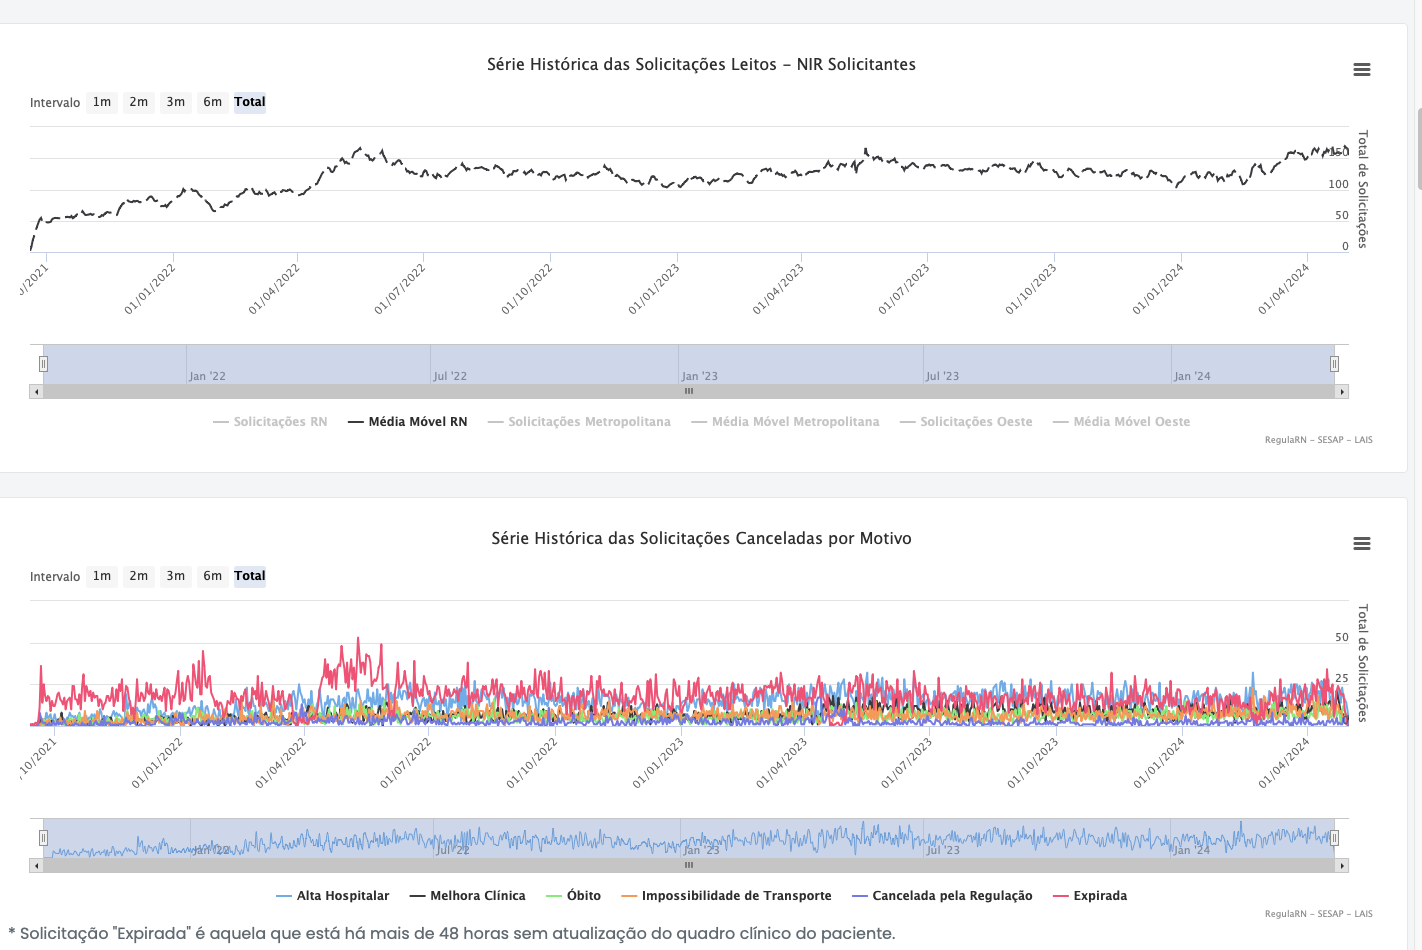 Série Histórica das Solicitações Leitos - NIR Solicitantes
Intervalo 1m 2m 3m 6m Total
150
100
50
0
Total de Solicitações
0/2021 01/01/2022 01/04/2022 01/07/2022 01/10/2022 01/01/2023 01/04/2023 01/07/2023 01/10/2023 01/01/2024 01/04/2024
Jan '22 Jul '22 Jan '23 Jul '23 Jan '24
Solicitações RN Média Móvel RN Solicitações Metropolitana Média Móvel Metropolitana Solicitações Oeste Média Móvel Oeste
RegulaRN - SESAP - LAIS
Série Histórica das Solicitações Canceladas por Motivo
Intervalo 1m 2m 3m 6m Total
50
25
Total de Solicitações
/10/2021 01/01/2022 01/04/2022 01/07/2022 01/10/2022 01/01/2023 01/04/2023 01/07/2023 01/10/2023 01/01/2024 01/04/2024
Jan '22 Jul '22 Jan '23 Jul '23 Jan '24
Alta Hospitalar Melhora Clínica Óbito Impossibilidade de Transporte Cancelada pela Regulação Expirada
RegulaRN - SESAP - LAIS
* Solicitação "Expirada" é aquela que está há mais de 48 horas sem atualização do quadro clínico do paciente.